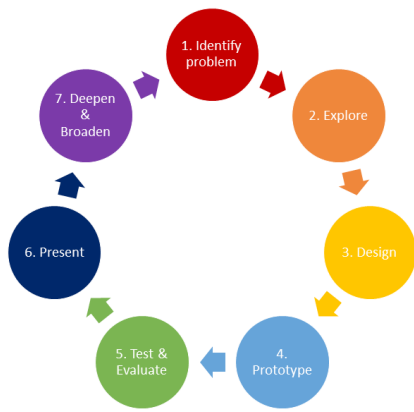 1. Identify
problem
2. Explore
3. Design
4.
Prototype
5. Test &
Evaluate
6. Present
7. Deepen
&
Broaden